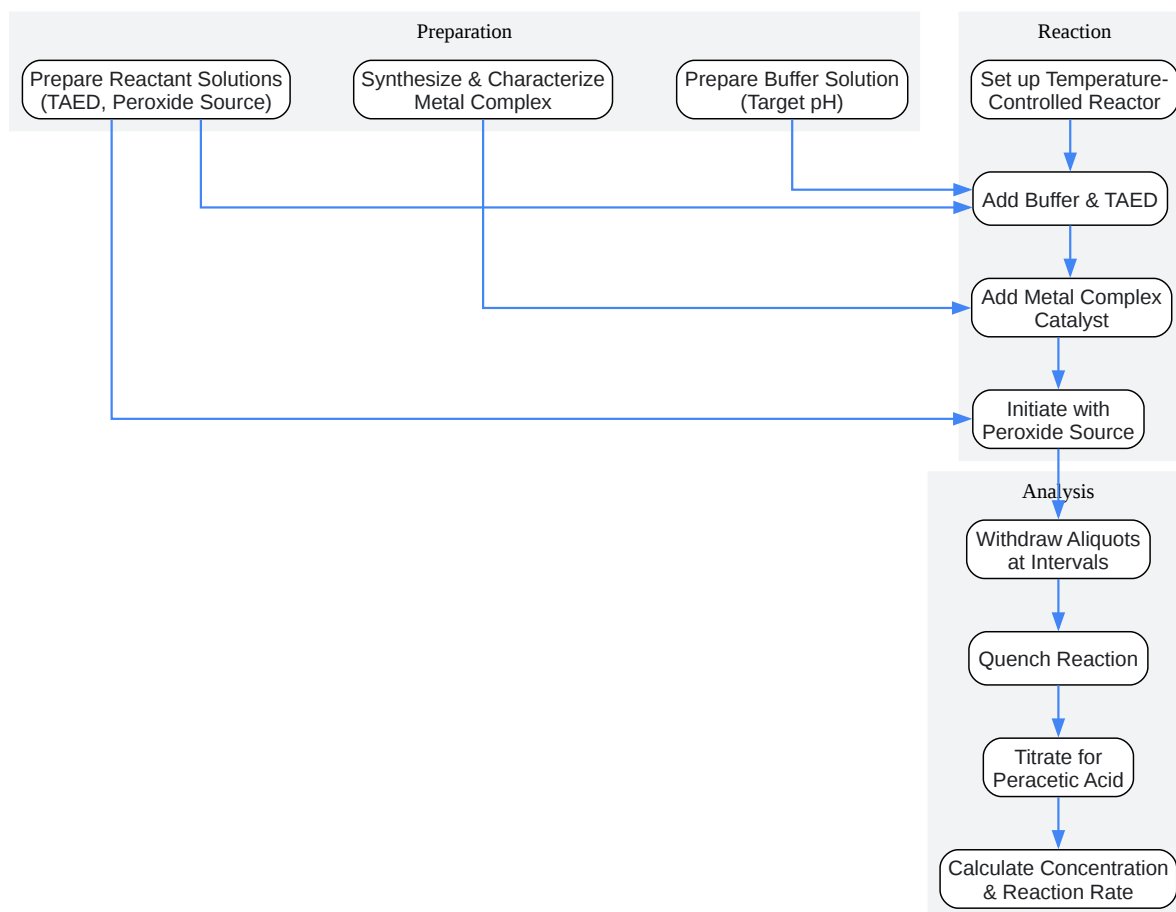 Preparation
Prepare Reactant Solutions
(TAED, Peroxide Source)
Synthesize & Characterize
Metal Complex
Prepare Buffer Solution
(Target pH)
Reaction
Set up Temperature-
Controlled Reactor
Add Buffer & TAED
Add Metal Complex
Catalyst
Initiate with
Peroxide Source
Analysis
Withdraw Aliquots
at Intervals
Quench Reaction
Titrate for
Peracetic Acid
Calculate Concentration
& Reaction Rate